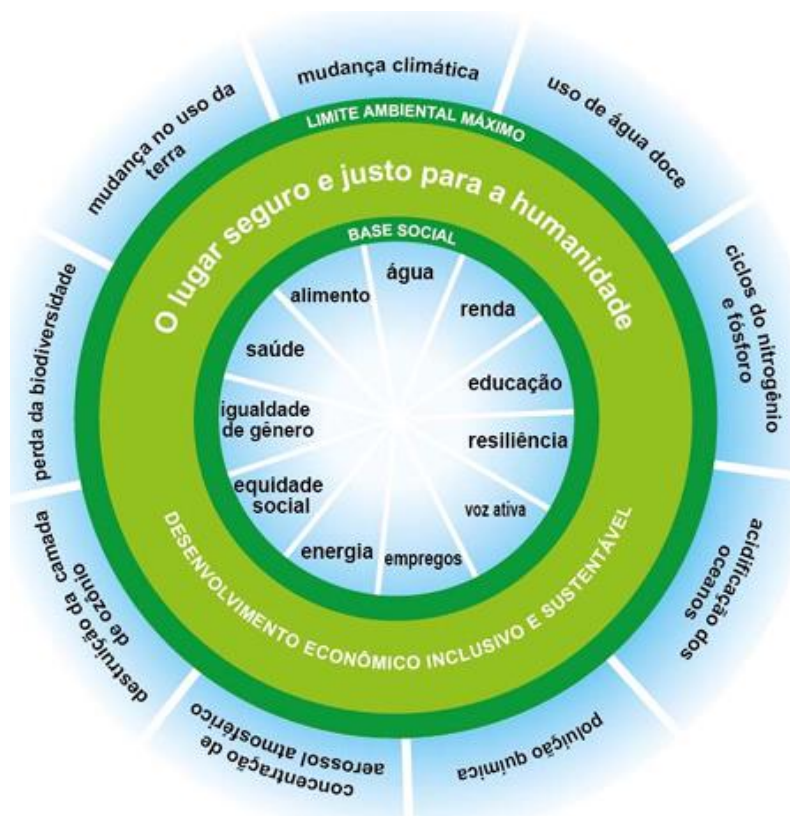 mudança climática
uso de água doce
ciclos do nitrogênio
e fósforo
acidificação dos
oceanos
poluição química
concentração de
aerossol atmosférico
destruição da camada
de ozônio
perda da biodiversidade
mudança no uso da
terra
LIMITE AMBIENTAL MÁXIMO
O lugar seguro e justo para a humanidade
BASE SOCIAL
água
renda
educação
resiliência
voz ativa
empregos
energia
equidade
social
igualdade
de gênero
saúde
alimento
DESENVOLVIMENTO ECONÔMICO INCLUSIVO E SUSTENTÁVEL